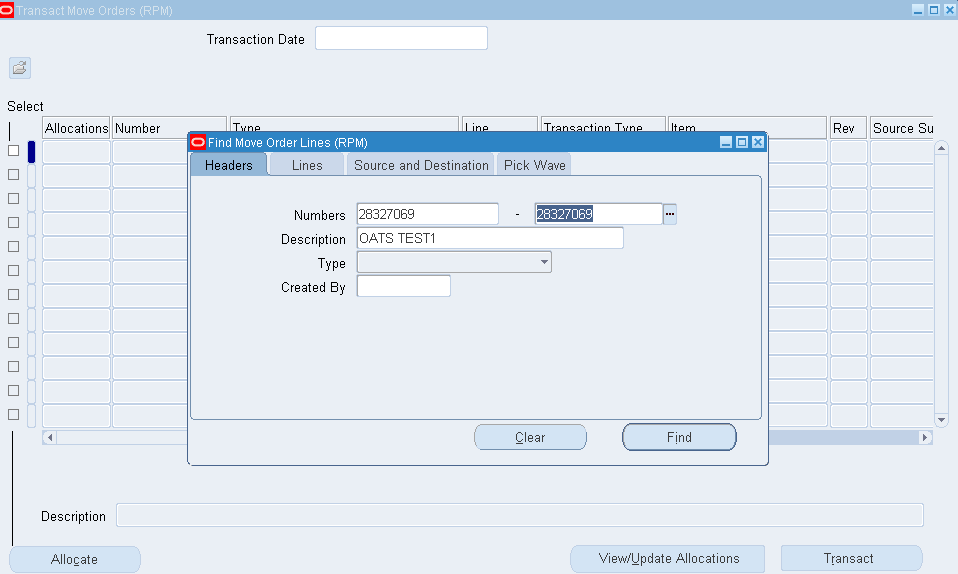 Transact Move Orders (RPM)
Transaction Date
Select
Allocations Number Type Line Transaction Type Item Rev Source Su
Find Move Order Lines (RPM)
Headers Lines Source and Destination Pick Wave
Numbers 28327069 - 28327069
Description OATS TEST1
Type
Created By
Clear Find
Description
Allocate View/Update Allocations Transact